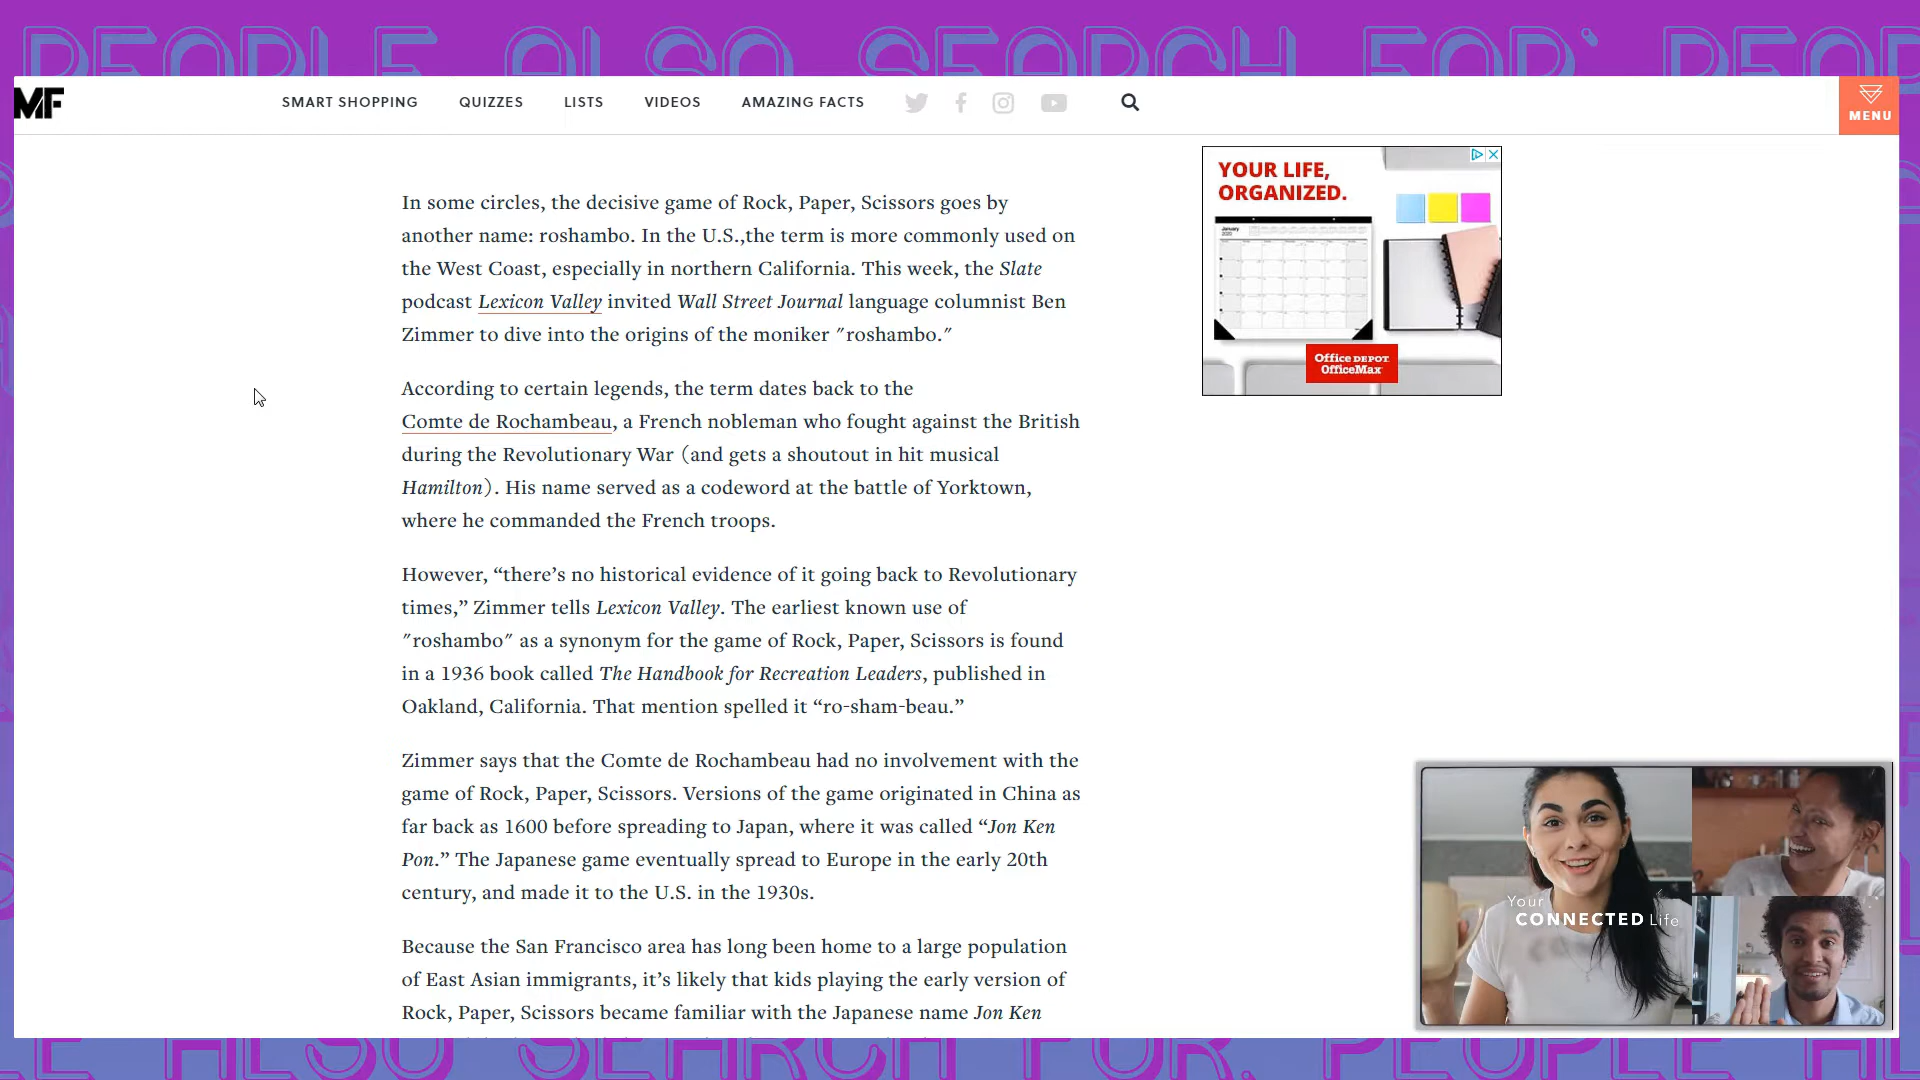 PEOPLE ALSO SEARCH FOR: PEOP
MF
SMART SHOPPING
QUIZZES
LISTS
VIDEOS
AMAZING FACTS
MENU
In some circles, the decisive game of Rock, Paper, Scissors goes by
another name: roshambo. In the U.S.,the term is more commonly used on
the West Coast, especially in northern California. This week, the Slate
podcast Lexicon Valley invited Wall Street Journal language columnist Ben
Zimmer to dive into the origins of the moniker "roshambo."
According to certain legends, the term dates back to the
Comte de Rochambeau, a French nobleman who fought against the British
during the Revolutionary War (and gets a shoutout in hit musical
Hamilton). His name served as a codeword at the battle of Yorktown,
where he commanded the French troops.
However, “there’s no historical evidence of it going back to Revolutionary
times,” Zimmer tells Lexicon Valley. The earliest known use of
"roshambo" as a synonym for the game of Rock, Paper, Scissors is found
in a 1936 book called The Handbook for Recreation Leaders, published in
Oakland, California. That mention spelled it “ro-sham-beau.”
Zimmer says that the Comte de Rochambeau had no involvement with the
game of Rock, Paper, Scissors. Versions of the game originated in China as
far back as 1600 before spreading to Japan, where it was called “Jon Ken
Pon.” The Japanese game eventually spread to Europe in the early 20th
century, and made it to the U.S. in the 1930s.
Because the San Francisco area has long been home to a large population
of East Asian immigrants, it’s likely that kids playing the early version of
Rock, Paper, Scissors became familiar with the Japanese name Jon Ken
YOUR LIFE,
ORGANIZED.
January
2020
Office DEPOT
OfficeMax
Your
CONNECTED Life
LE ALSO SEARCH FOR: PEOPLE AL